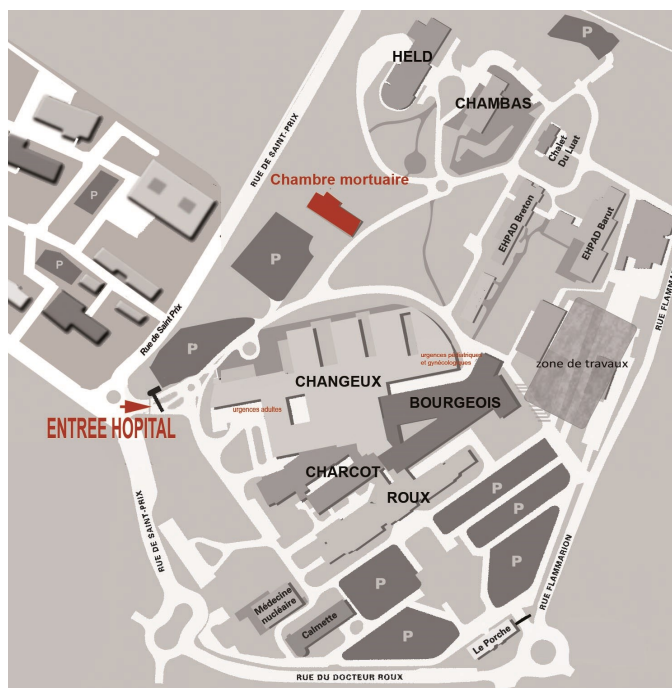 P
HELD
CHAMBAS
RUE DE SAINT-PRIX
Chalet
Du Luat
Chambre mortuaire
P
EHPAD Breton
EHPAD Barut
P
P
RUE FLAMMARION
Rue de Saint Prix
P
urgences pédiatriques
et gynécologiques
zone de travaux
CHANGEUX
BOURGEOIS
urgences adultes
ENTREE HOPITAL
CHARCOT
ROUX
P
P
P
RUE DE SAINT-PRIX
P
Médecine
nucléaire
Calmette
P
Le Porche
RUE FLAMMARION
RUE DU DOCTEUR ROUX